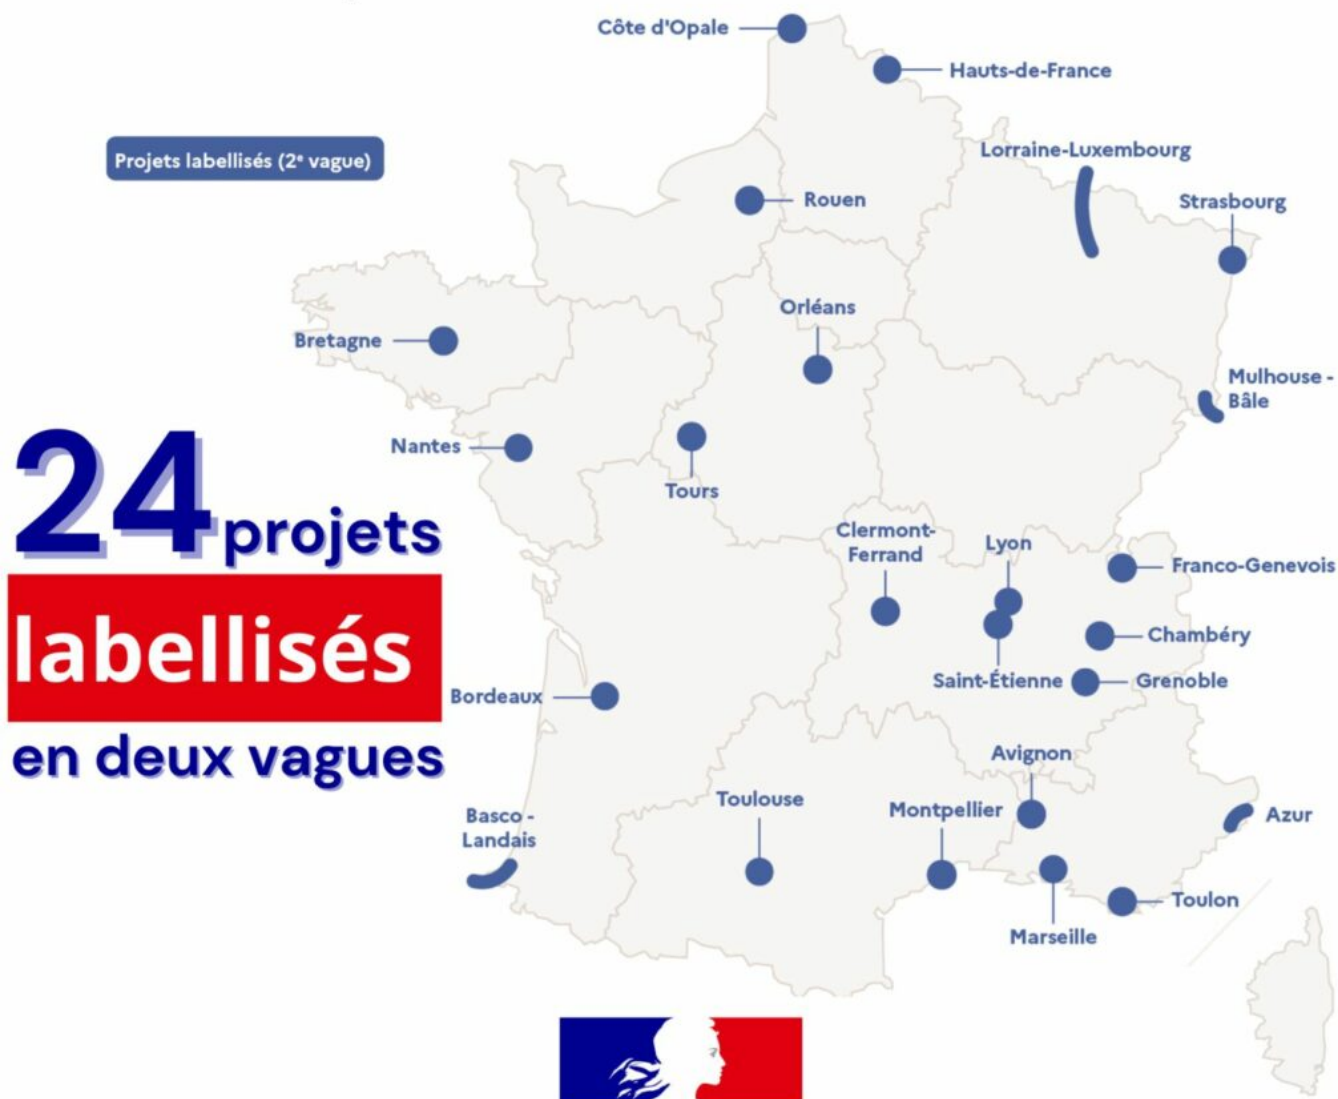 Côte d'Opale
Hauts-de-France
Projets labellisés (2ᵉ vague)
Lorraine-Luxembourg
Rouen
Strasbourg
Orléans
Bretagne
Mulhouse -
Bâle
Nantes
Tours
24 projets
labellisés
en deux vagues
Clermont-
Ferrand
Lyon
Franco-Genevois
Chambéry
Saint-Étienne
Grenoble
Bordeaux
Avignon
Toulouse
Montpellier
Azur
Basco -
Landais
Toulon
Marseille